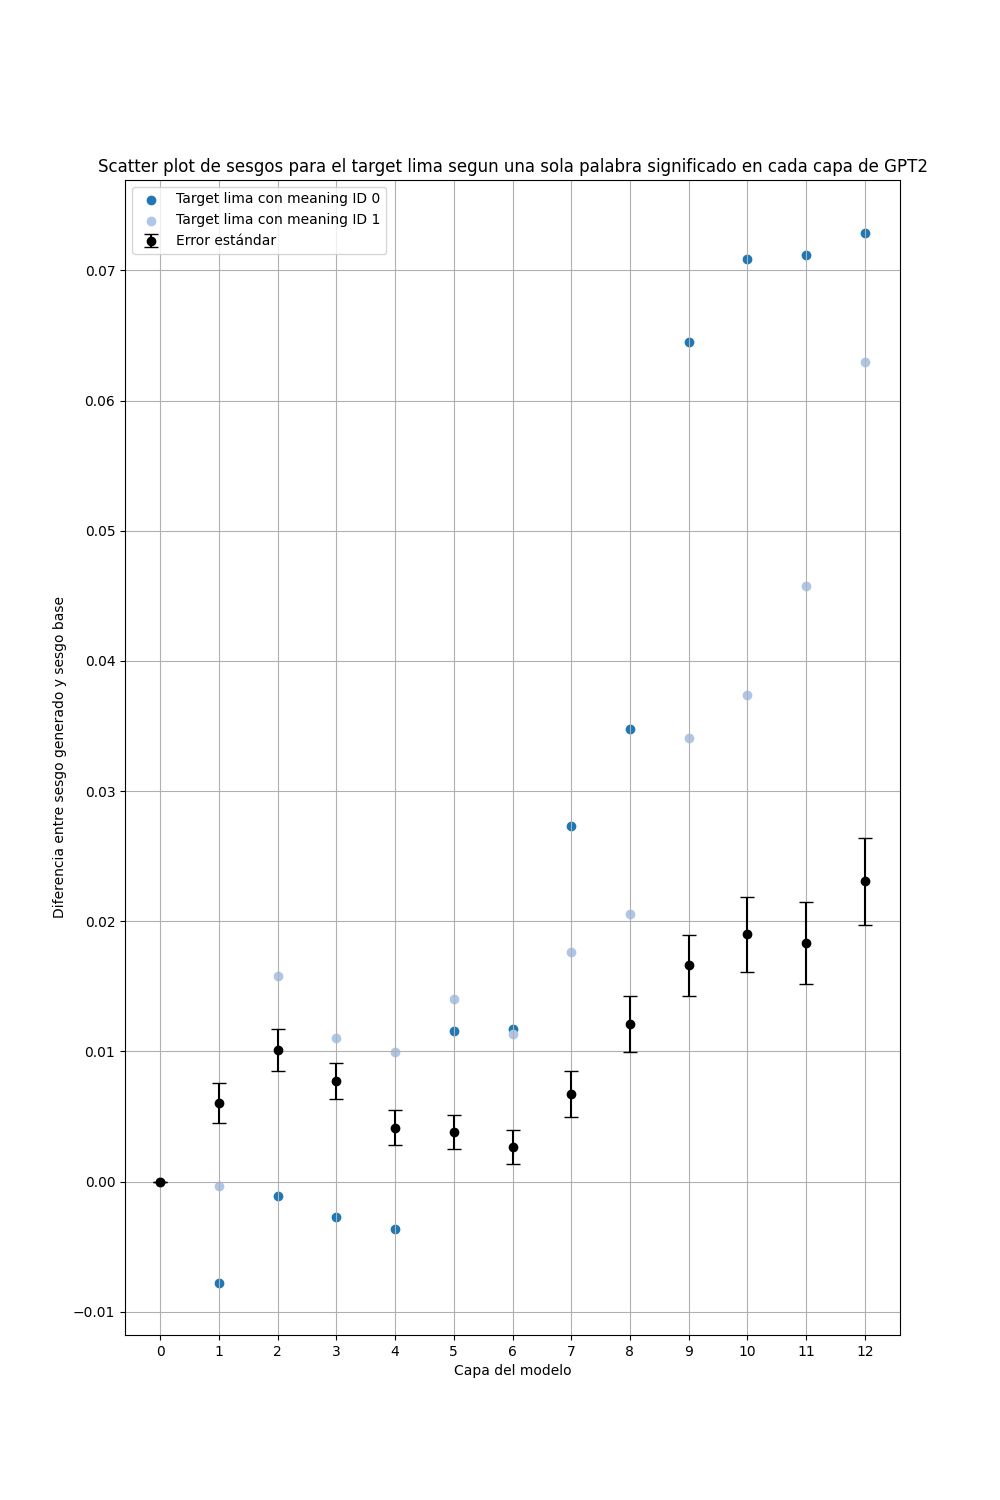 Scatter plot de sesgos para el target lima segun una sola palabra significado en cada capa de GPT2
Target lima con meaning ID 0
Target lima con meaning ID 1
Error estándar
0.07
0.06
0.05
0.04
0.03
0.02
0.01
0.00
−0.01
Diferencia entre sesgo generado y sesgo base
0 1 2 3 4 5 6 7 8 9 10 11 12
Capa del modelo